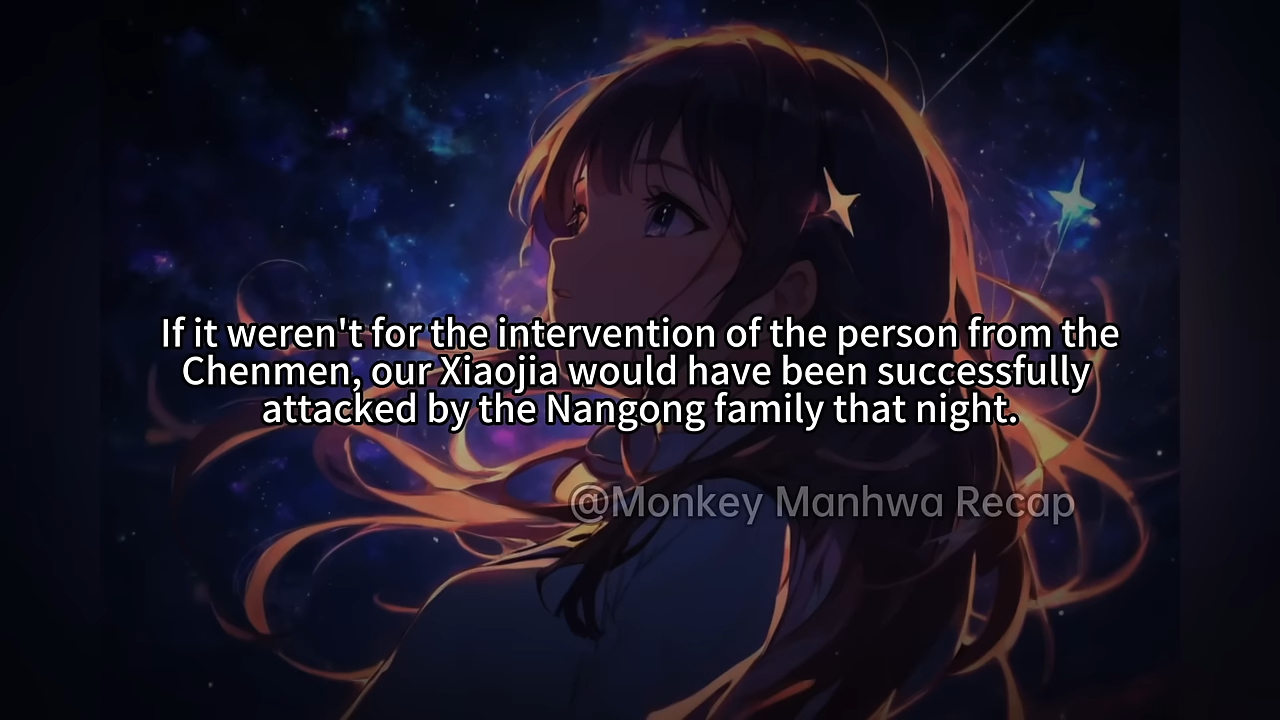 If it weren't for the intervention of the person from the
Chenmen, our Xiaojia would have been successfully
attacked by the Nangong family that night.
@Monkey Manhwa Recap